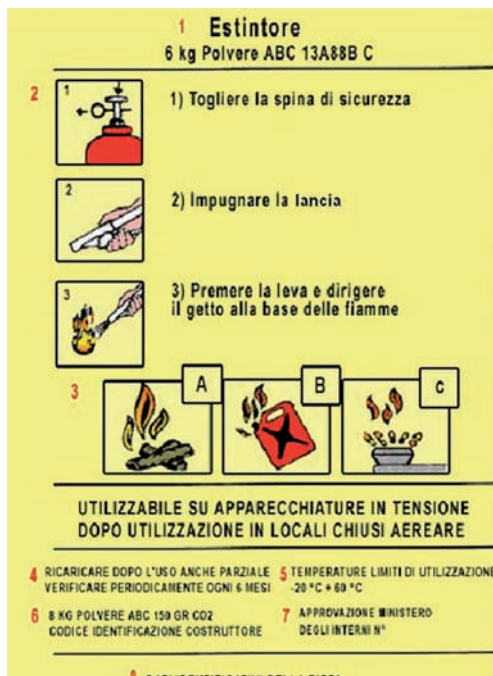 1 Estintore
6 kg Polvere ABC 13A88B C
2
1
1) Togliere la spina di sicurezza
2
2) Impugnare la lancia
3
3) Premere la leva e dirigere
il getto alla base delle fiamme
3
A B C
UTILIZZABILE SU APPARECCHIATURE IN TENSIONE
DOPO UTILIZZAZIONE IN LOCALI CHIUSI AEREARE
4 RICARICARE DOPO L'USO ANCHE PARZIALE
VERIFICARE PERIODICAMENTE OGNI 6 MESI
5 TEMPERATURE LIMITI DI UTILIZZAZIONE
-20 °C + 60 °C
6 8 KG POLVERE ABC 150 GR CO2
CODICE IDENTIFICAZIONE COSTRUTTORE
7 APPROVAZIONE MINISTERO
DEGLI INTERNI N°